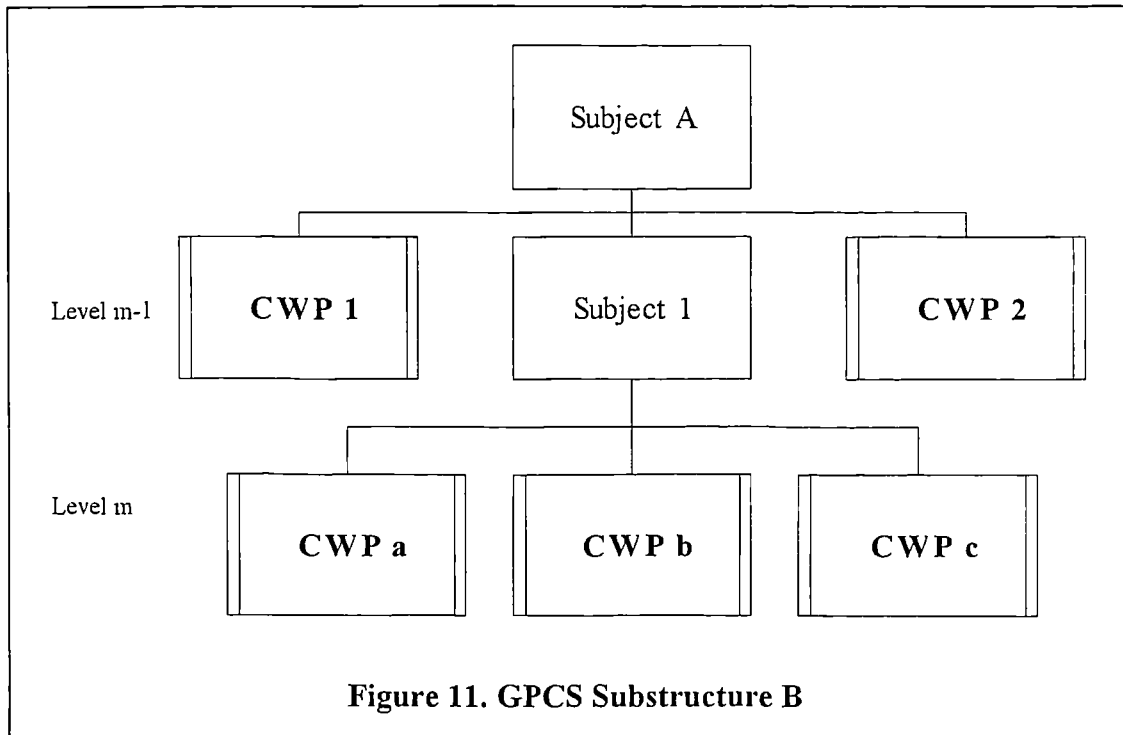 Subject A
Level m-1
CWP 1
Subject 1
CWP 2
Level m
CWP a
CWP b
CWP c
Figure 11. GPCS Substructure B